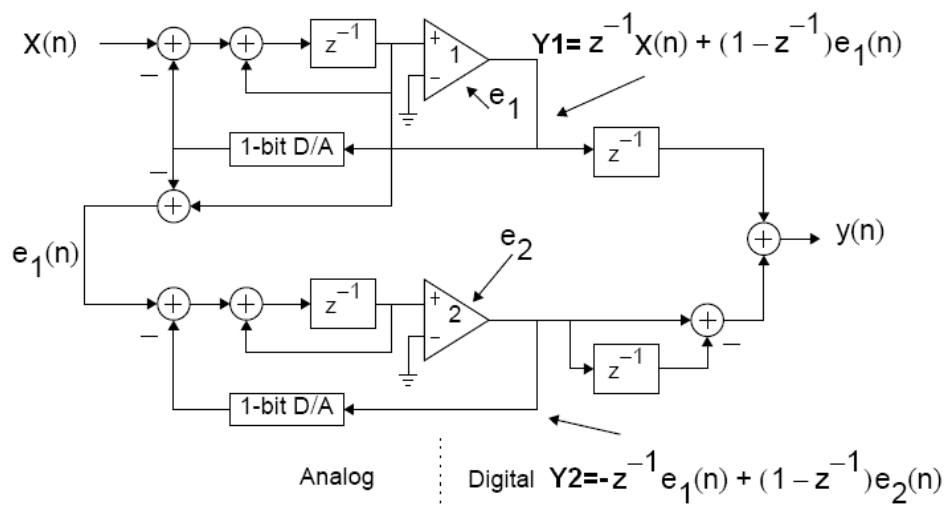 X(n)
+
+
z⁻¹
+
1
−
e₁
Y1= z⁻¹X(n) + (1 − z⁻¹)e₁(n)
−
1-bit D/A
z⁻¹
−
+
e₁(n)
+
y(n)
e₂
+
+
z⁻¹
+
2
−
+
−
−
z⁻¹
1-bit D/A
Analog
Digital
Y2=-z⁻¹e₁(n) + (1 − z⁻¹)e₂(n)